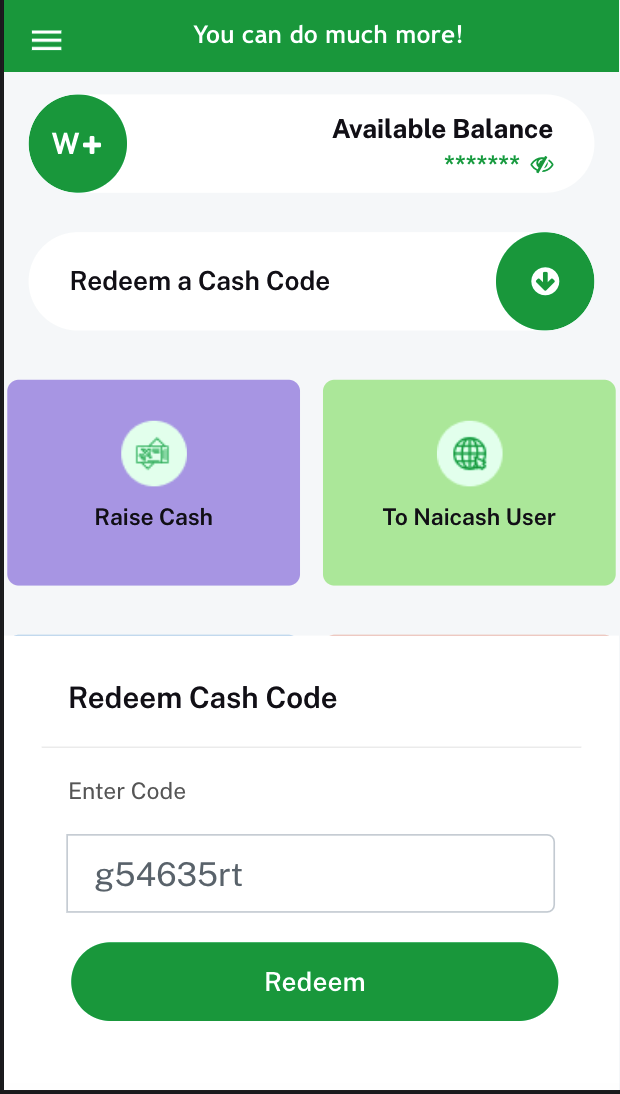 You can do much more!
W+
Available Balance
*******
Redeem a Cash Code
Raise Cash
To Naicash User
Redeem Cash Code
Enter Code
g54635rt
Redeem